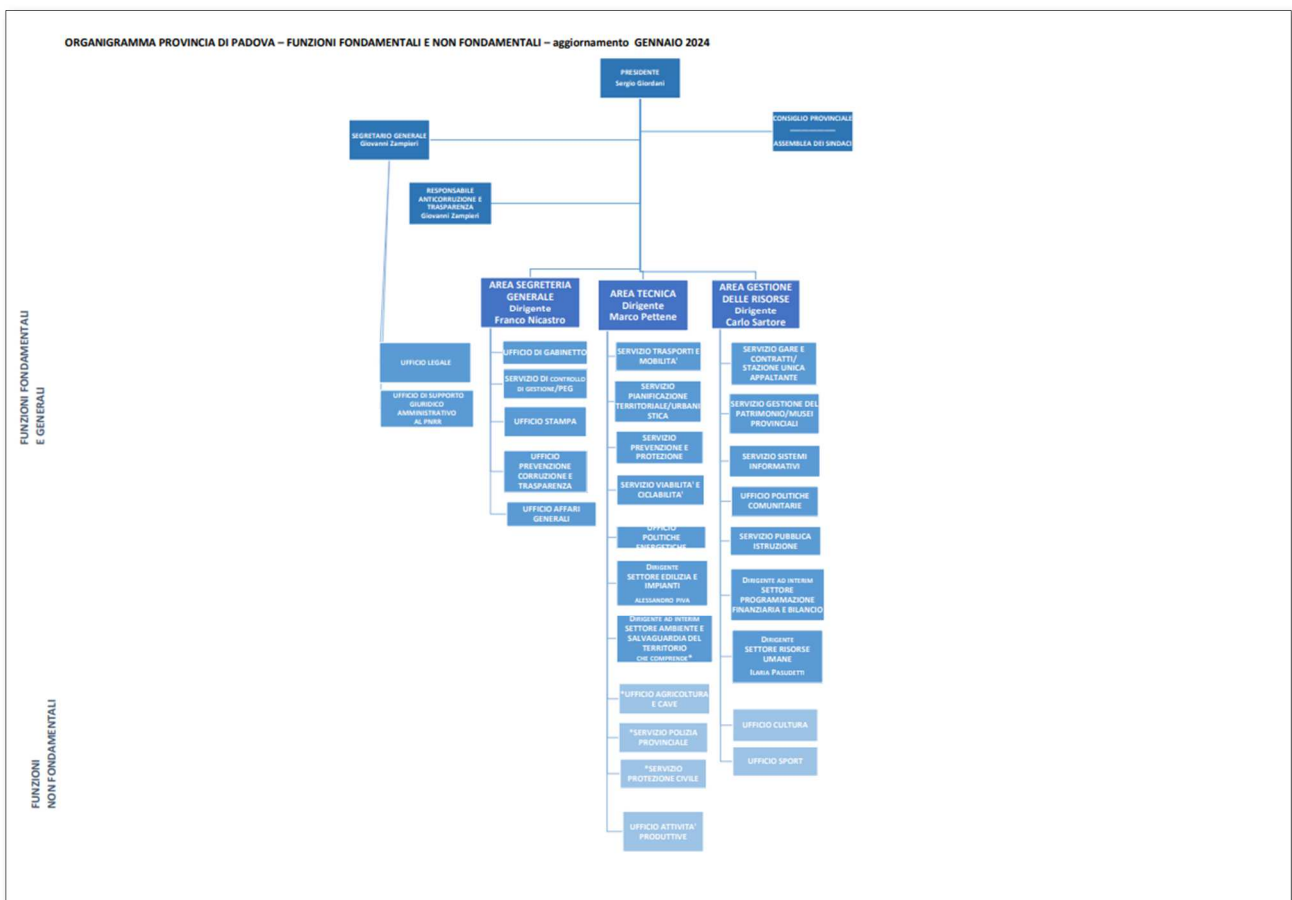 ORGANIGRAMMA PROVINCIA DI PADOVA – FUNZIONI FONDAMENTALI E NON FONDAMENTALI – aggiornamento GENNAIO 2024
PRESIDENTE
Sergio Giordani
CONSIGLIO PROVINCIALE
--------------------
ASSEMBLEA DEI SINDACI
SEGRETARIO GENERALE
Giovanni Zampieri
RESPONSABILE
ANTICORRUZIONE E
TRASPARENZA
Giovanni Zampieri
FUNZIONI FONDAMENTALI
E GENERALI
UFFICIO LEGALE
UFFICIO DI SUPPORTO
GIURIDICO
AMMINISTRATIVO
AL PNRR
AREA SEGRETERIA
GENERALE
Dirigente
Franco Nicastro
UFFICIO DI GABINETTO
SERVIZIO DI CONTROLLO
DI GESTIONE/PEG
UFFICIO STAMPA
UFFICIO
PREVENZIONE
CORRUZIONE E
TRASPARENZA
UFFICIO AFFARI
GENERALI
AREA TECNICA
Dirigente
Marco Pettene
SERVIZIO TRASPORTI E
MOBILITA'
SERVIZIO
PIANIFICAZIONE
TERRITORIALE/URBANI
STICA
SERVIZIO
PREVENZIONE E
PROTEZIONE
SERVIZIO VIABILITA' E
CICLABILITA'
UFFICIO
POLITICHE
ENERGETICHE
DIRIGENTE
SETTORE EDILIZIA E
IMPIANTI
ALESSANDRO PIVA
DIRIGENTE AD INTERIM
SETTORE AMBIENTE E
SALVAGUARDIA DEL
TERRITORIO
CHE COMPRENDE*
AREA GESTIONE
DELLE RISORSE
Dirigente
Carlo Sartore
SERVIZIO GARE E
CONTRATTI/
STAZIONE UNICA
APPALTANTE
SERVIZIO GESTIONE DEL
PATRIMONIO/MUSEI
PROVINCIALI
SERVIZIO SISTEMI
INFORMATIVI
UFFICIO POLITICHE
COMUNITARIE
SERVIZIO PUBBLICA
ISTRUZIONE
DIRIGENTE AD INTERIM
SETTORE
PROGRAMMAZIONE
FINANZIARIA E BILANCIO
DIRIGENTE
SETTORE RISORSE
UMANE
ILARIA PASUDETTI
FUNZIONI
NON FONDAMENTALI
*UFFICIO AGRICOLTURA
E CAVE
*SERVIZIO POLIZIA
PROVINCIALE
*SERVIZIO
PROTEZIONE CIVILE
UFFICIO ATTIVITA'
PRODUTTIVE
UFFICIO CULTURA
UFFICIO SPORT